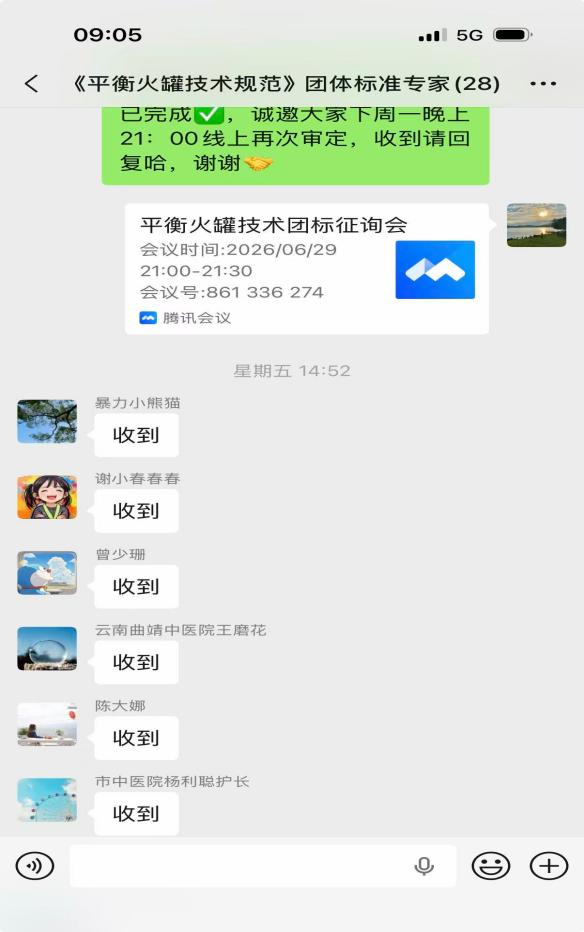 09:05
5G
《平衡火罐技术规范》团体标准专家(28)
已完成✅，诚邀大家下周一晚上
21：00线上再次审定，收到请回
复哈，谢谢🤝
平衡火罐技术团标征询会
会议时间:2026/06/29
21:00-21:30
会议号:861 336 274
腾讯会议
星期五 14:52
暴力小熊猫
收到
谢小春春春
收到
曾少珊
收到
云南曲靖中医院王磨花
收到
陈大娜
收到
市中医院杨利聪护长
收到